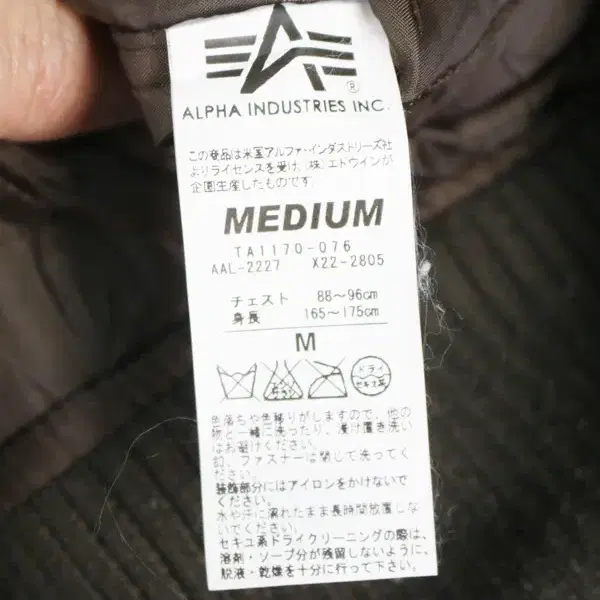 ALPHA INDUSTRIES INC.
®
この商品は米国アルファ・インダストリーズ社
よりライセンスを受け、(株)エドウインが
企画生産したものです。
MEDIUM
TA1170-076
AAL-2227 X22-2805
チェスト 88〜96cm
身長 165〜175cm
M
エンソ
サラシ
ドライ
セキユ系
色落ちや色移りがしますので、他の
物と一緒に洗ったり、浸け置き洗い
はお避けください。
尚、ファスナーは閉じて洗ってく
ださい。
装飾部分にはアイロンをかけないで
ください。
水や汗に濡れたまま長時間放置しな
いでください。
セキユ系ドライクリーニングの際は、
溶剤・ソープ分が残留しないように、
脱液・乾燥を十分に行って下さい。